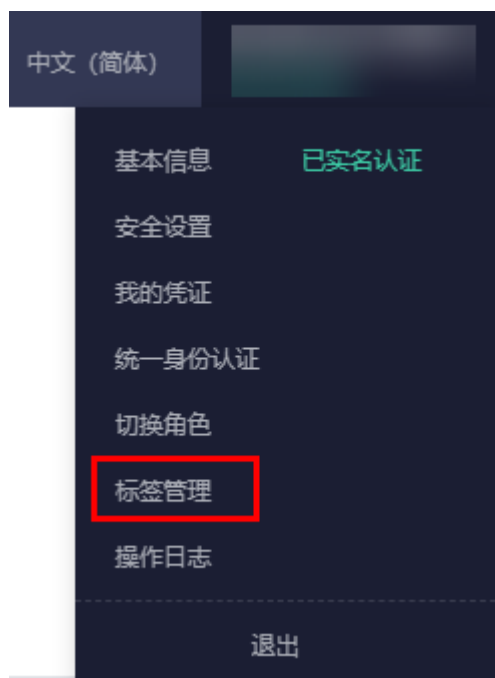 中文 (简体)
基本信息 已实名认证
安全设置
我的凭证
统一身份认证
切换角色
标签管理
操作日志
退出